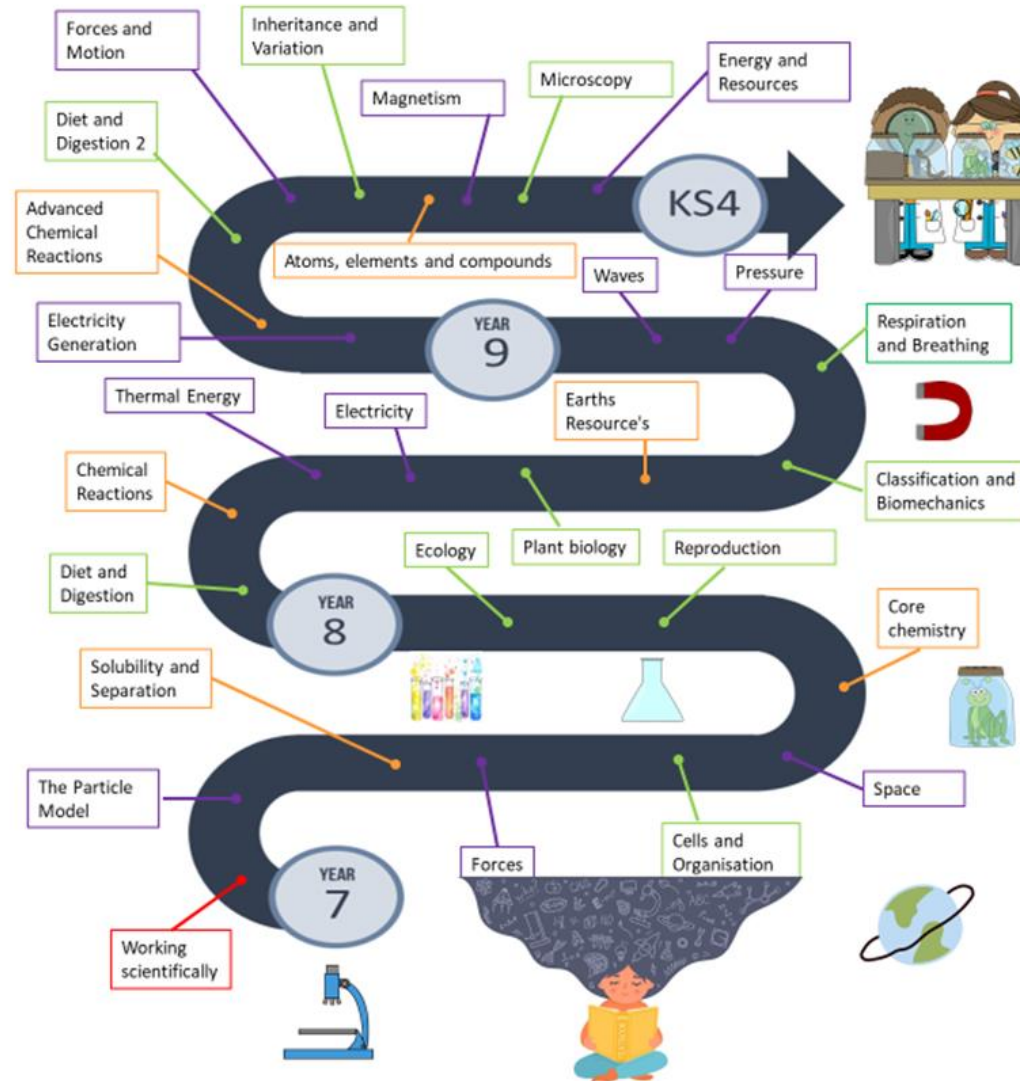 Forces and
Motion
Inheritance and
Variation
Magnetism
Microscopy
Energy and
Resources
Diet and
Digestion 2
KS4
Advanced
Chemical
Reactions
Atoms, elements and compounds
Waves
Pressure
Electricity
Generation
YEAR
9
Respiration
and Breathing
Thermal Energy
Electricity
Earths
Resource's
Chemical
Reactions
Classification and
Biomechanics
Ecology
Plant biology
Reproduction
Diet and
Digestion
YEAR
8
Core
chemistry
Solubility and
Separation
The Particle
Model
Space
Forces
Cells and
Organisation
YEAR
7
Working
scientifically